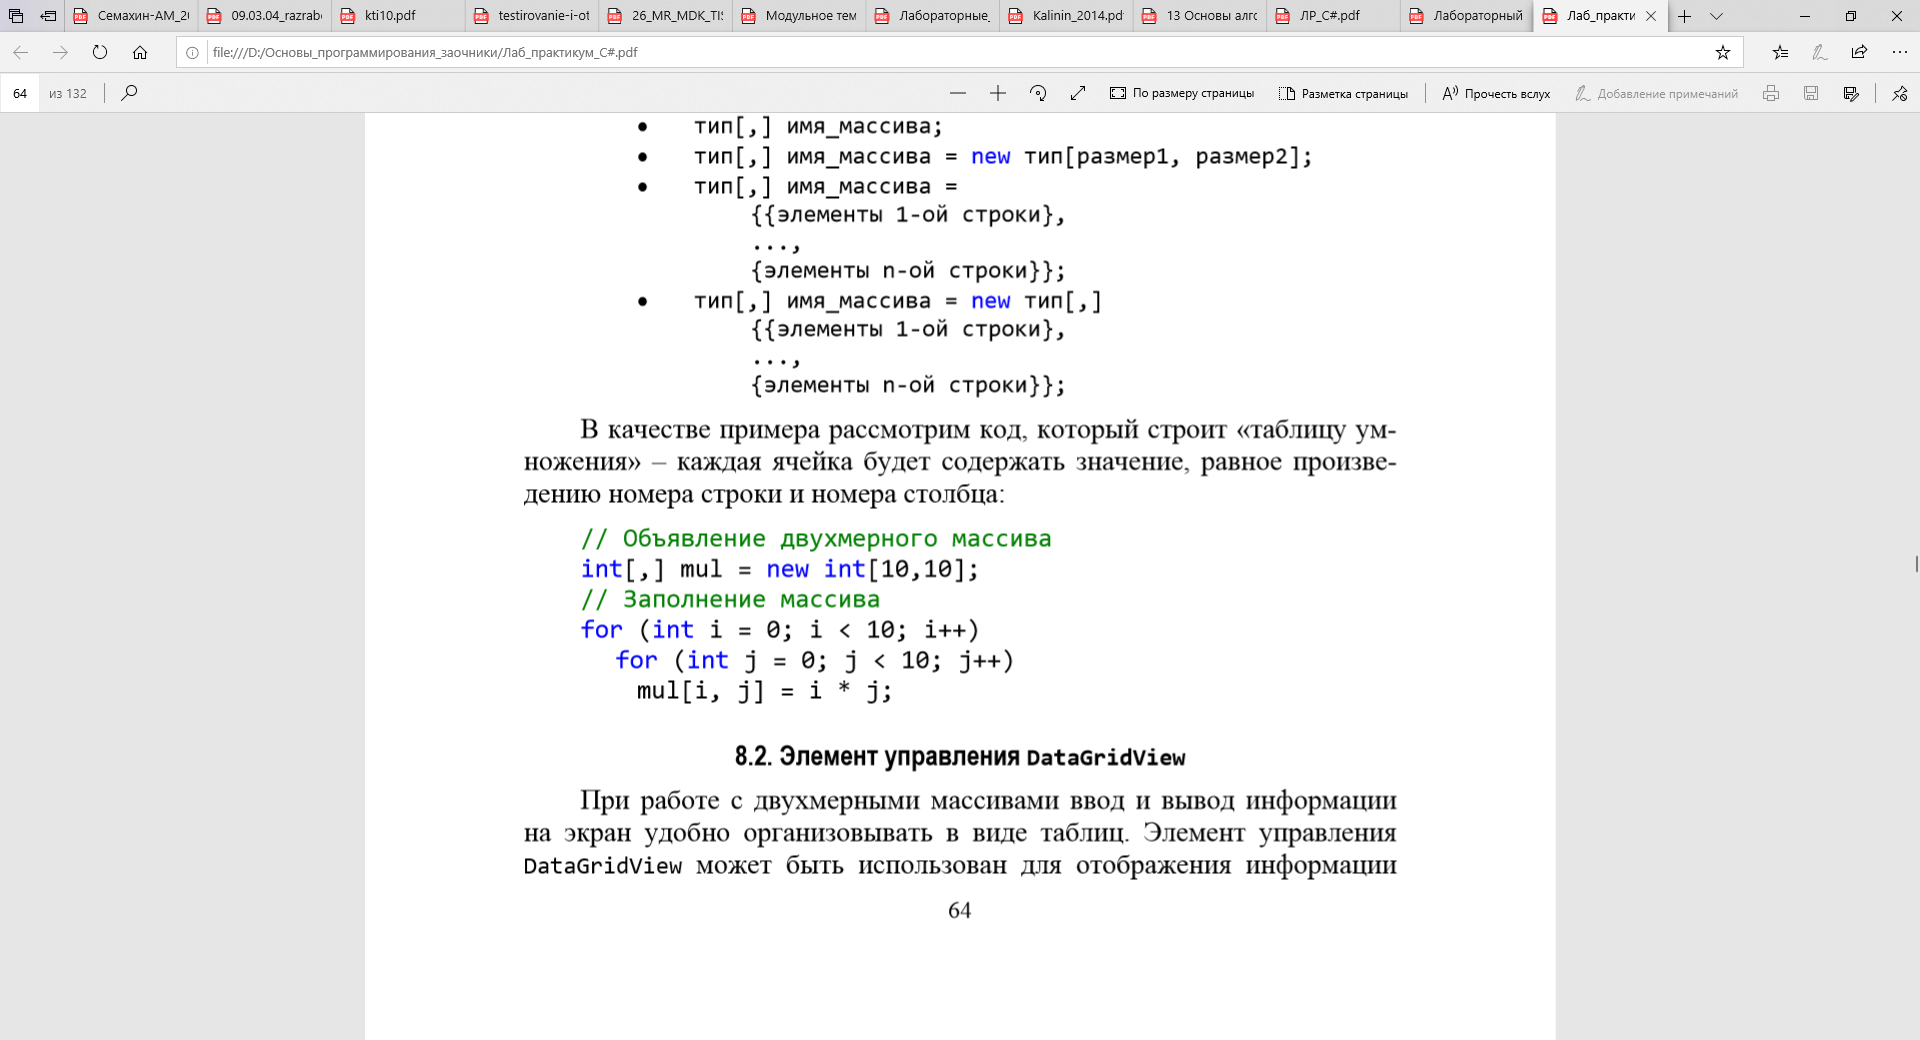 Семахин-АМ_20
09.03.04_razrabo
kti10.pdf
testirovanie-i-ot
26_MR_MDK_TIS
Модульное тем
Лабораторные_
Kalinin_2014.pdf
13 Основы алго
ЛР_C#.pdf
Лабораторный
Лаб_практи
file:///D:/Основы_программирования_заочники/Лаб_практикум_C#.pdf
64 из 132
По размеру страницы
Разметка страницы
Прочесть вслух
Добавление примечаний
• тип[,] имя_массива;
• тип[,] имя_массива = new тип[размер1, размер2];
• тип[,] имя_массива =
{{элементы 1-ой строки},
...,
{элементы n-ой строки}};
• тип[,] имя_массива = new тип[,]
{{элементы 1-ой строки},
...,
{элементы n-ой строки}};
В качестве примера рассмотрим код, который строит «таблицу ум-
ножения» – каждая ячейка будет содержать значение, равное произве-
дению номера строки и номера столбца:
// Объявление двухмерного массива
int[,] mul = new int[10,10];
// Заполнение массива
for (int i = 0; i < 10; i++)
for (int j = 0; j < 10; j++)
mul[i, j] = i * j;
8.2. Элемент управления DataGridView
При работе с двухмерными массивами ввод и вывод информации
на экран удобно организовывать в виде таблиц. Элемент управления
DataGridView может быть использован для отображения информации
64